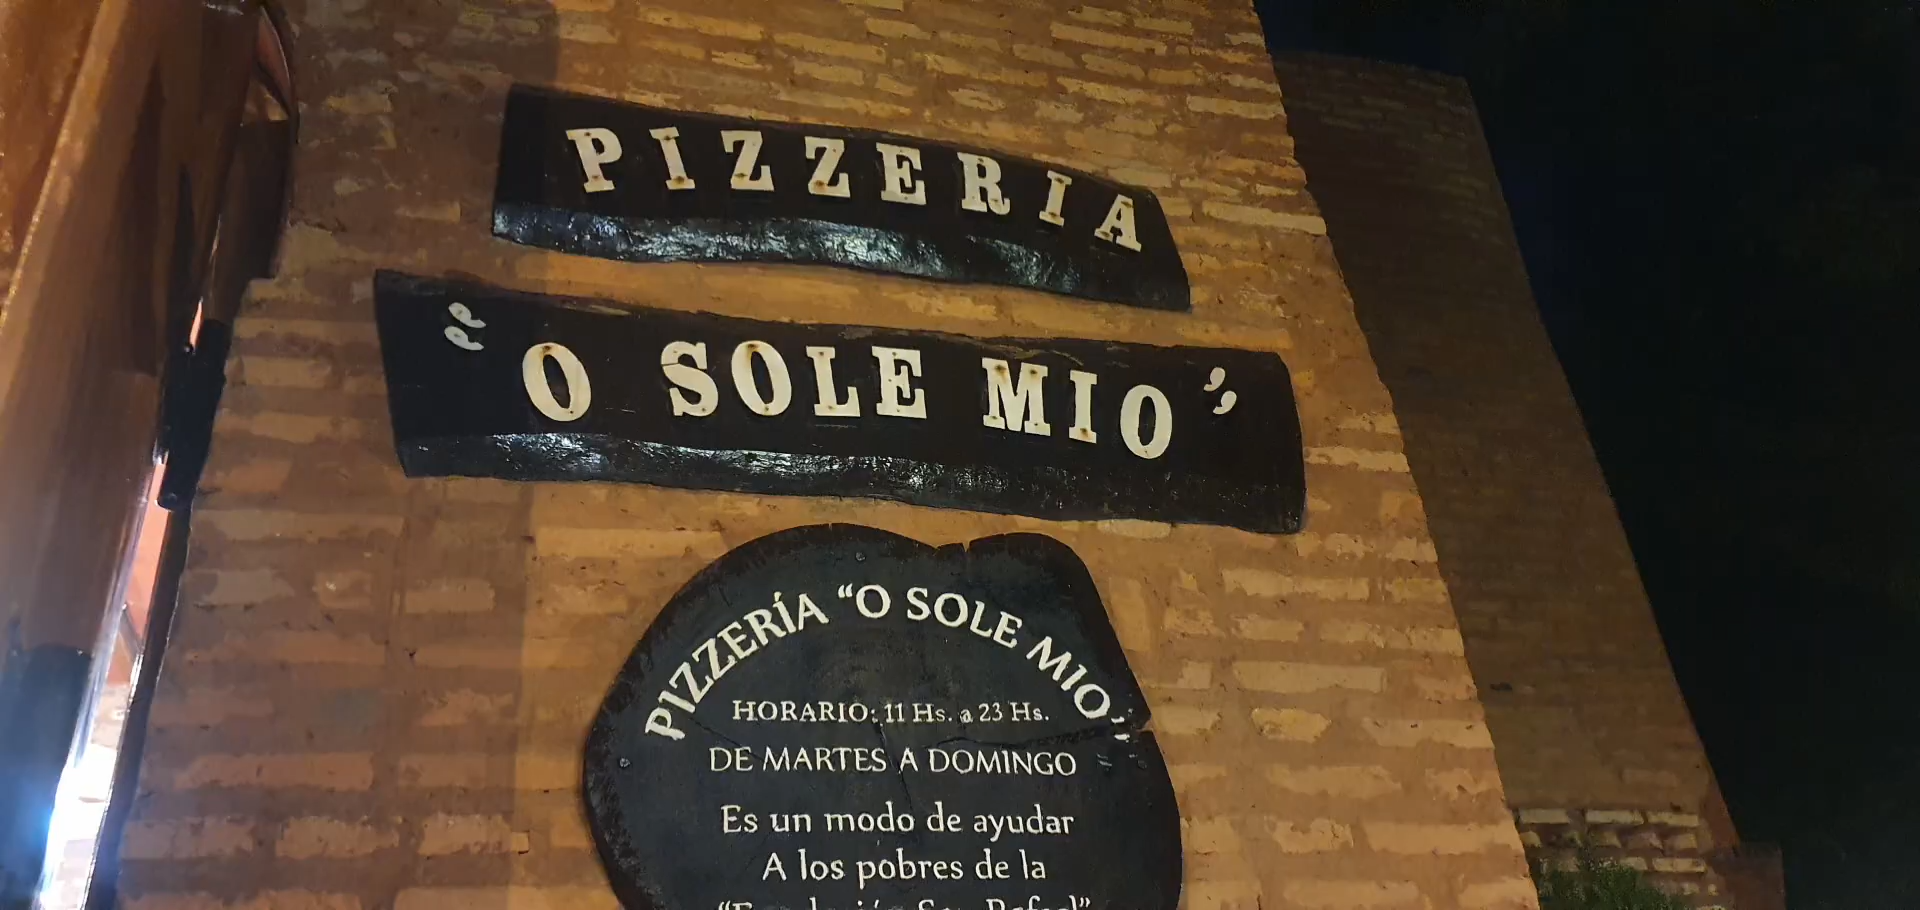 PIZZERIA
"O SOLE MIO"
PIZZERÍA "O SOLE MIO"
HORARIO: 11 Hs. a 23 Hs.
DE MARTES A DOMINGO
Es un modo de ayudar
A los pobres de la